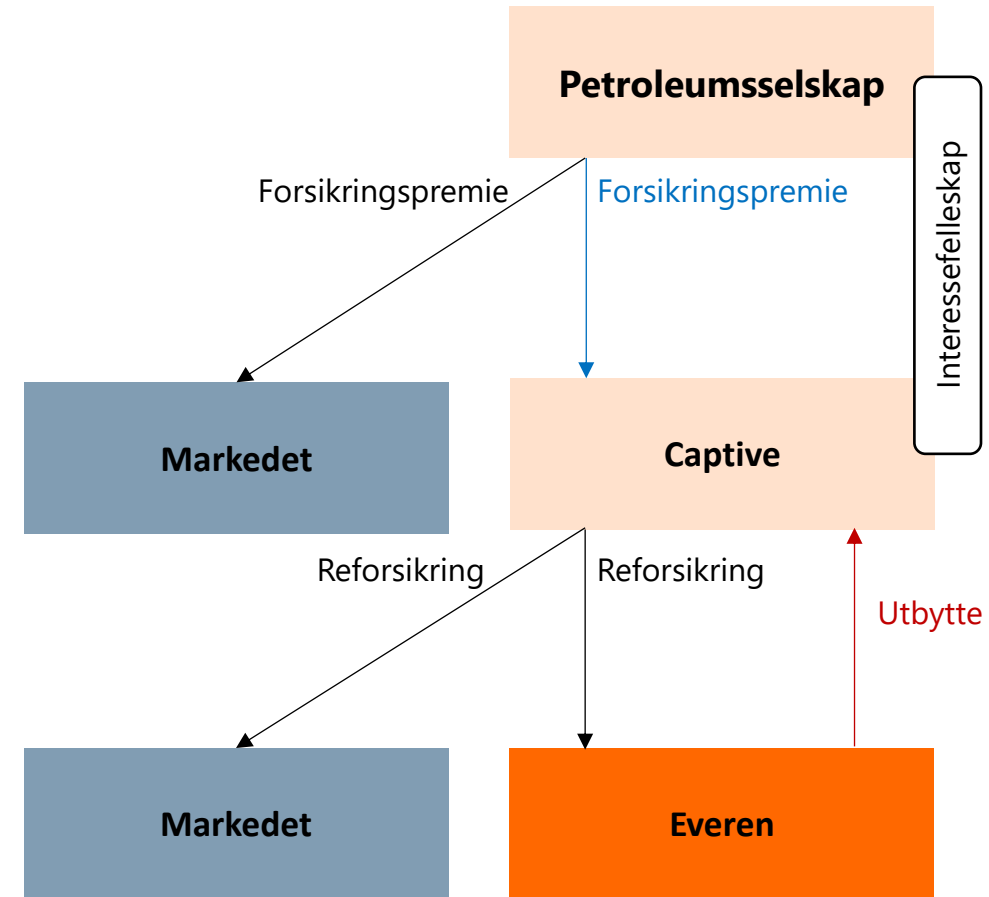 Petroleumsselskap
Forsikringspremie
Forsikringspremie
Interessefelleskap
Markedet
Captive
Reforsikring
Reforsikring
Utbytte
Markedet
Everen